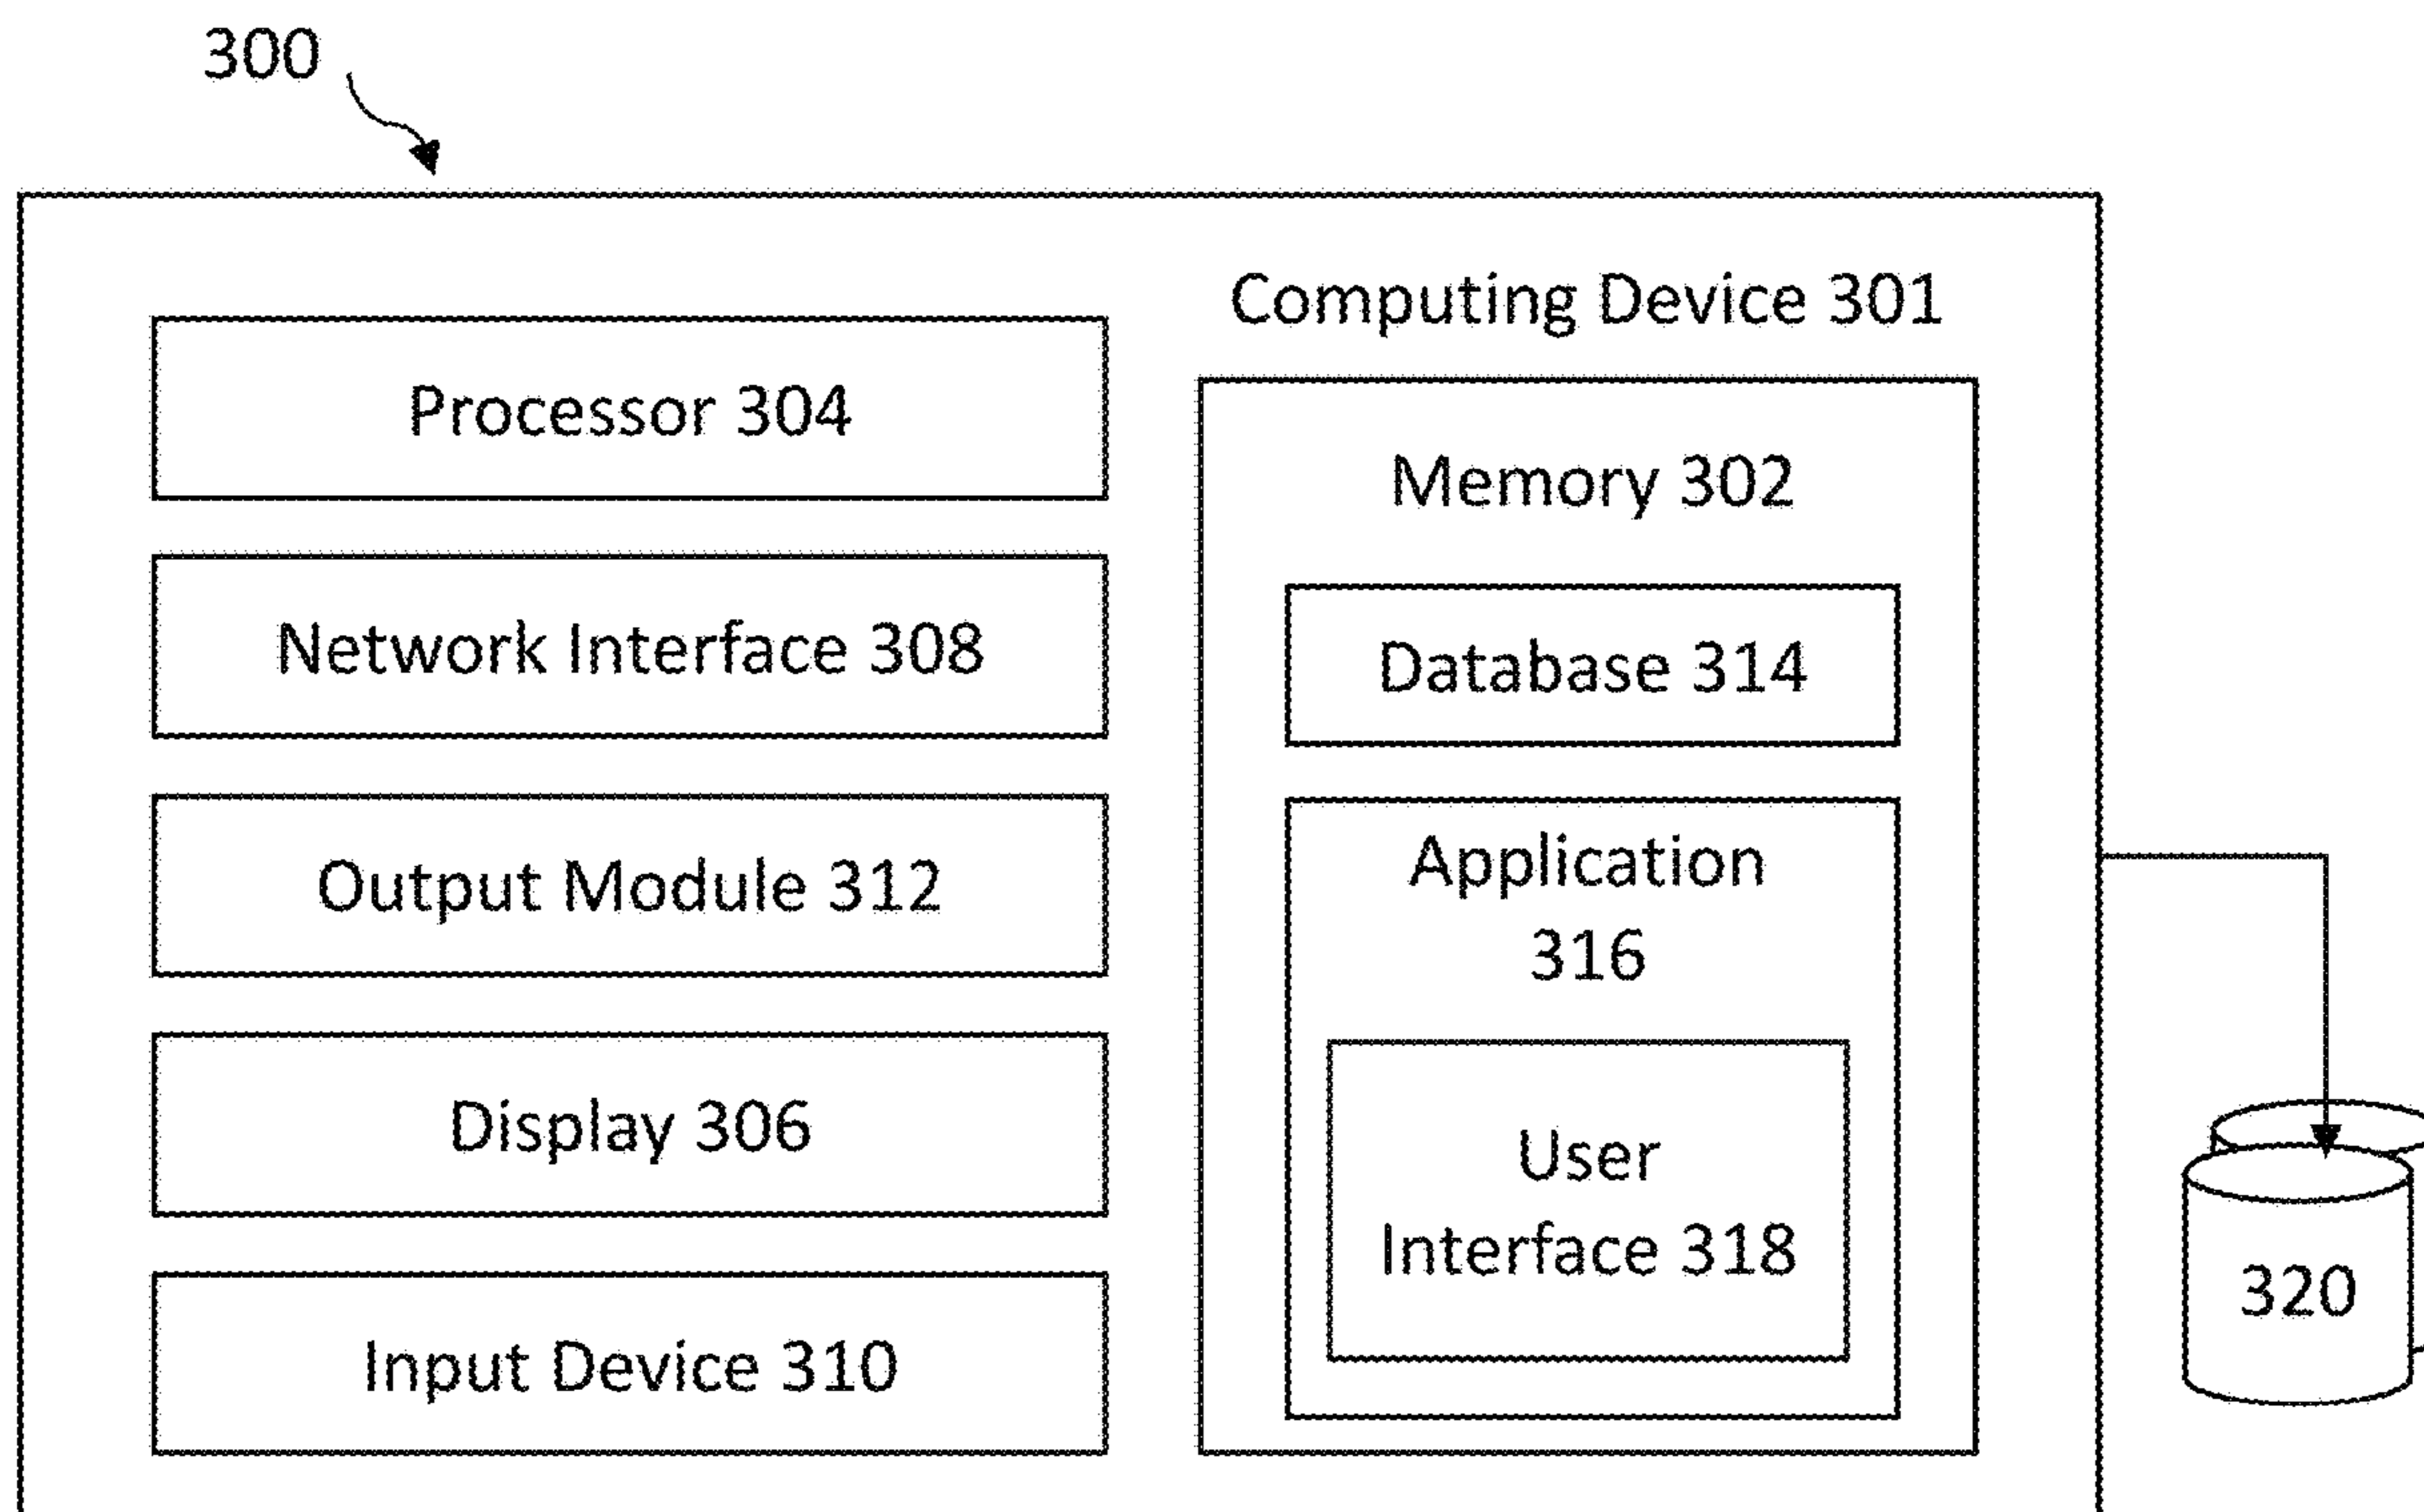 300
Computing Device 301
Processor 304
Network Interface 308
Output Module 312
Display 306
Input Device 310
Memory 302
Database 314
Application
316
User
Interface 318
320